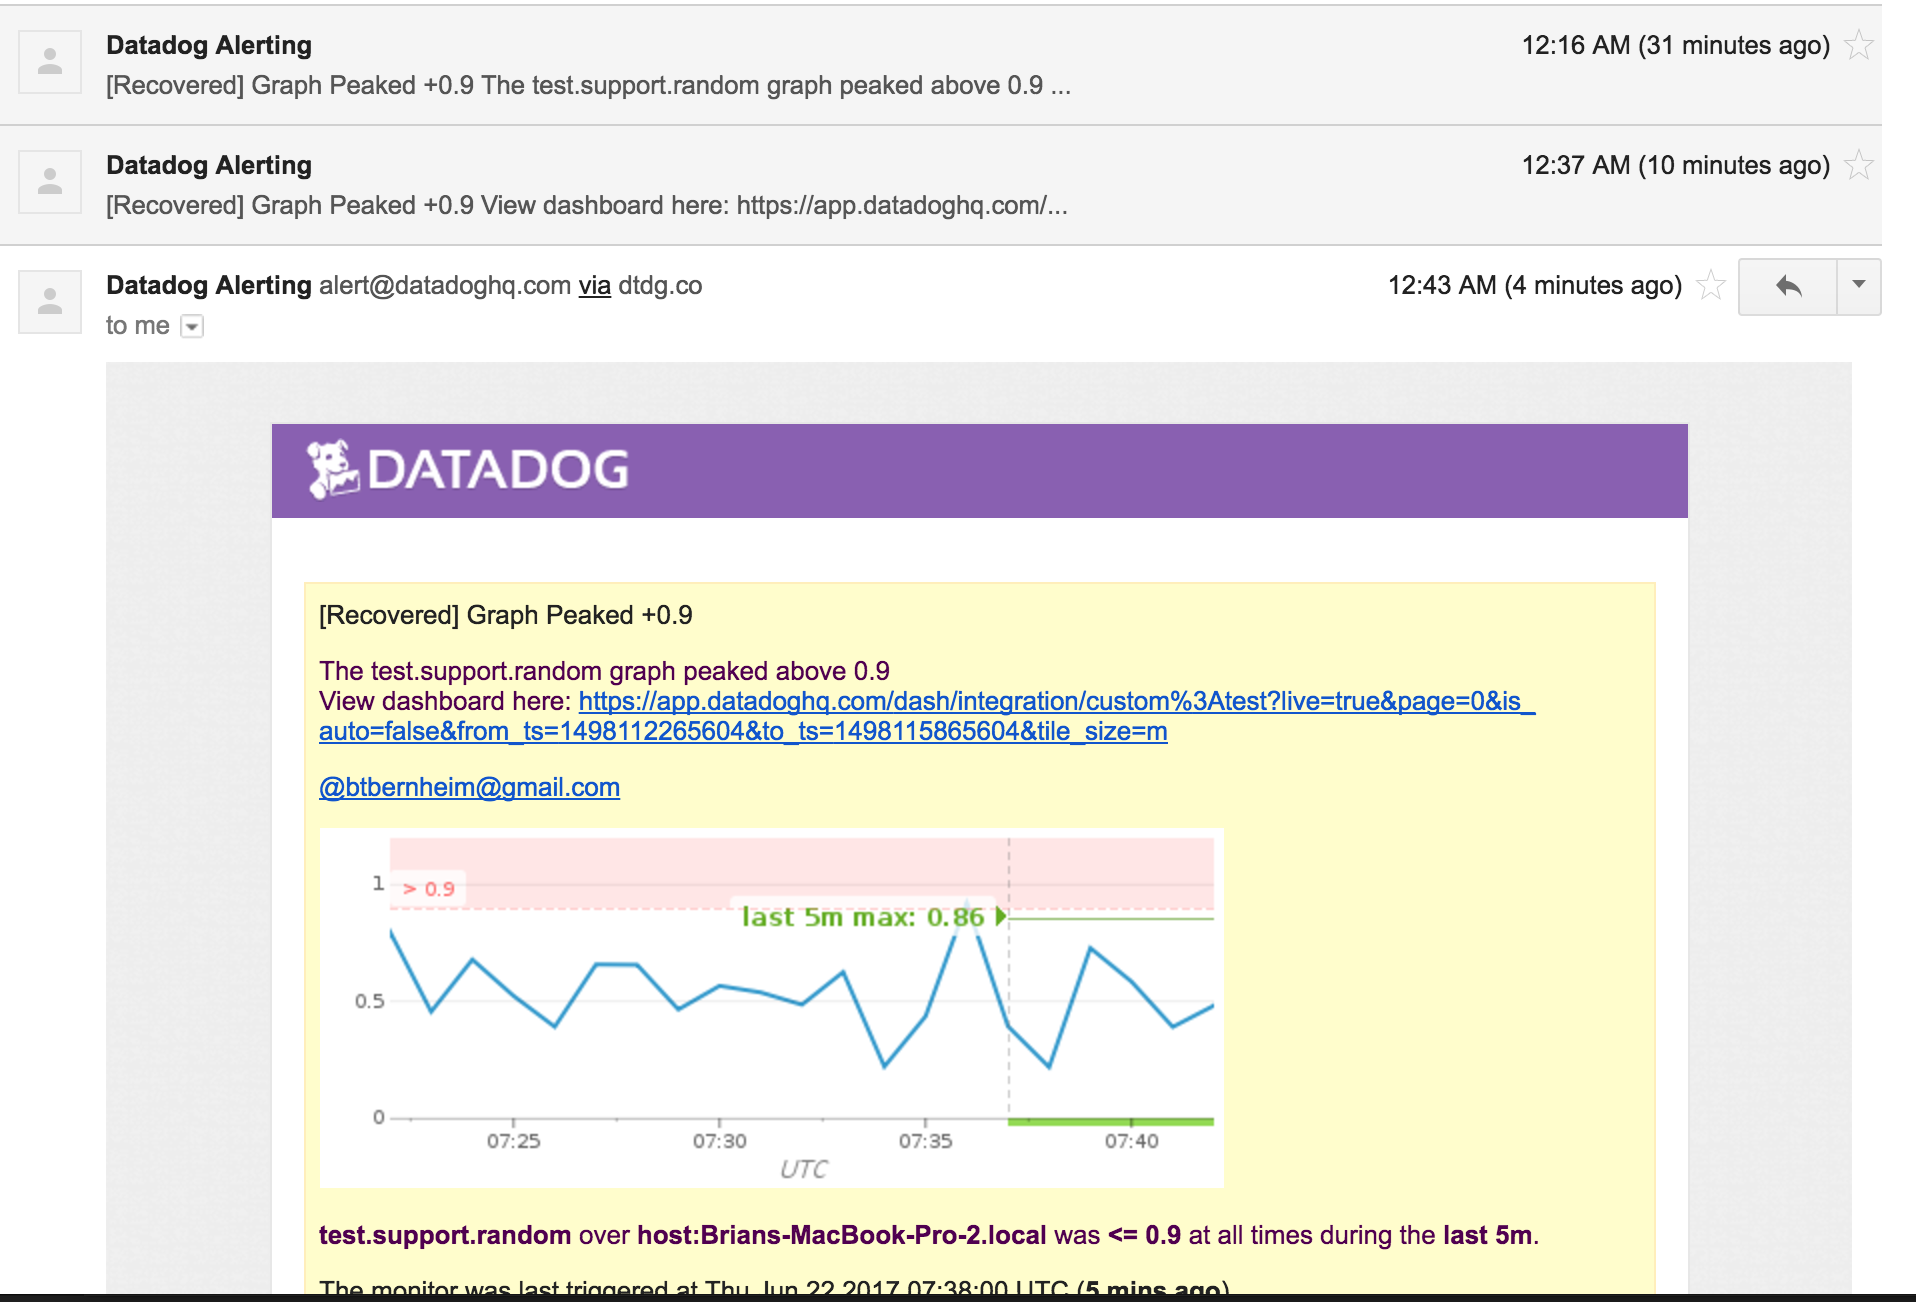 Datadog Alerting 12:16 AM (31 minutes ago)
[Recovered] Graph Peaked +0.9 The test.support.random graph peaked above 0.9 ...
Datadog Alerting 12:37 AM (10 minutes ago)
[Recovered] Graph Peaked +0.9 View dashboard here: https://app.datadoghq.com/...
Datadog Alerting alert@datadoghq.com via dtdg.co 12:43 AM (4 minutes ago)
to me
DATADOG
[Recovered] Graph Peaked +0.9
The test.support.random graph peaked above 0.9
View dashboard here: https://app.datadoghq.com/dash/integration/custom%3Atest?live=true&page=0&is_
auto=false&from_ts=1498112265604&to_ts=1498115865604&tile_size=m
@btbernheim@gmail.com
1
> 0.9
last 5m max: 0.86
0.5
0
07:25 07:30 07:35 07:40
UTC
test.support.random over host:Brians-MacBook-Pro-2.local was <= 0.9 at all times during the last 5m.
The monitor was last triggered at Thu Jun 22 2017 07:38:00 UTC (5 mins ago)